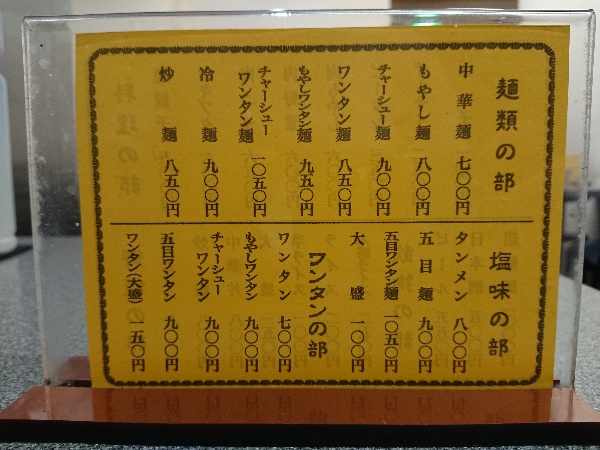 麺類の部
中華麺 七〇〇円
もやし麺 八〇〇円
チャーシュー麺 九〇〇円
ワンタン麺 八五〇円
もやしワンタン麺 九五〇円
チャーシューワンタン麺 一〇五〇円
冷麺 九〇〇円
炒麺 八五〇円
塩味の部
タンメン 八〇〇円
五目麺 九〇〇円
五目ワンタン麺 一〇五〇円
大盛 一〇〇円
ワンタンの部
ワンタン 七〇〇円
もやしワンタン 九〇〇円
チャーシューワンタン 九〇〇円
五目ワンタン 九〇〇円
ワンタン(大盛) 一五〇円